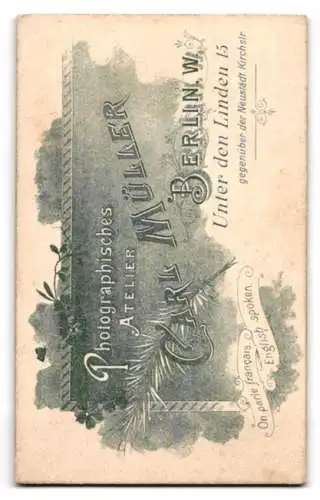 Photographisches
Atelier
Carl Müller
Berlin. W.
Unter den Linden 15
gegenüber der Neustädt. Kirchstr
On parle français.
English spoken.